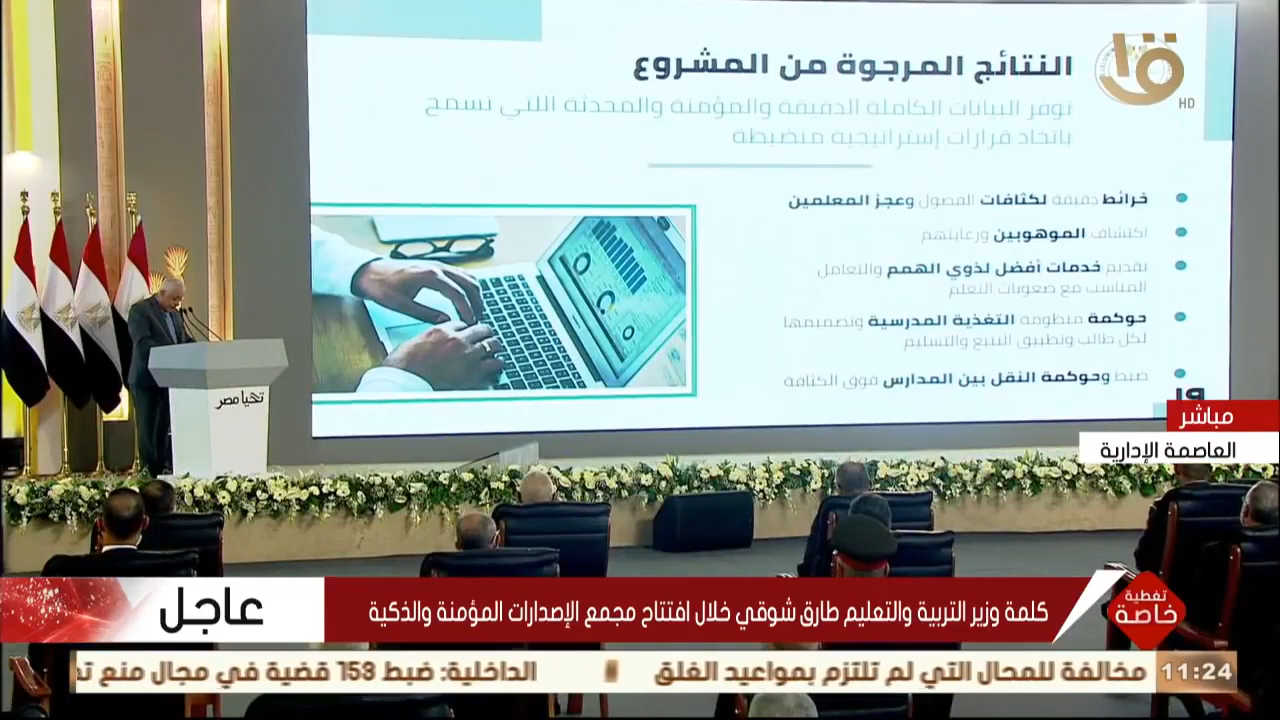 النتائج المرجوة من المشروع
توفر البيانات الكاملة الدقيقة والمؤمنة والمحدثة اللتي تسمح
باتخاذ قرارات إستراتيجية منضبطة
خرائط دقيقة لكثافات الفصول وعجز المعلمين
اكتشاف الموهوبين ورعايتهم
تقديم خدمات أفضل لذوي الهمم والتعامل
المناسب مع صعوبات التعلم
حوكمة منظومة التغذية المدرسية وتصميمها
لكل طالب وتطبيق التتبع والتسليم
ضبط وحوكمة النقل بين المدارس فوق الكثافة
HD
تحيا مصر
مباشر
العاصمة الإدارية
تغطية
خاصة
كلمة وزير التربية والتعليم طارق شوقي خلال افتتاح مجمع الإصدارات المؤمنة والذكية
عاجل
11:24
مخالفة للمحال التي لم تلتزم بمواعيد الغلق
الداخلية: ضبط 158 قضية في مجال منع